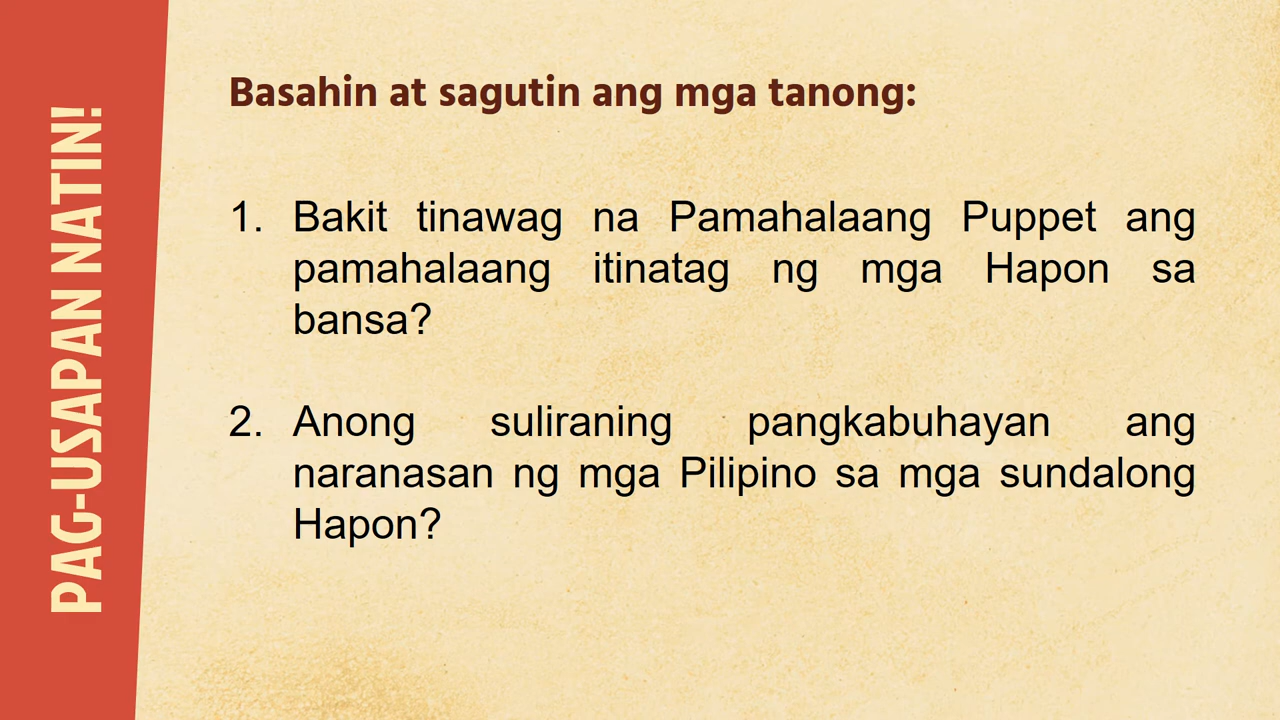 PAG-USAPAN NATIN!
Basahin at sagutin ang mga tanong:
1. Bakit tinawag na Pamahalaang Puppet ang
pamahalaang itinatag ng mga Hapon sa
bansa?
2. Anong suliraning pangkabuhayan ang
naranasan ng mga Pilipino sa mga sundalong
Hapon?